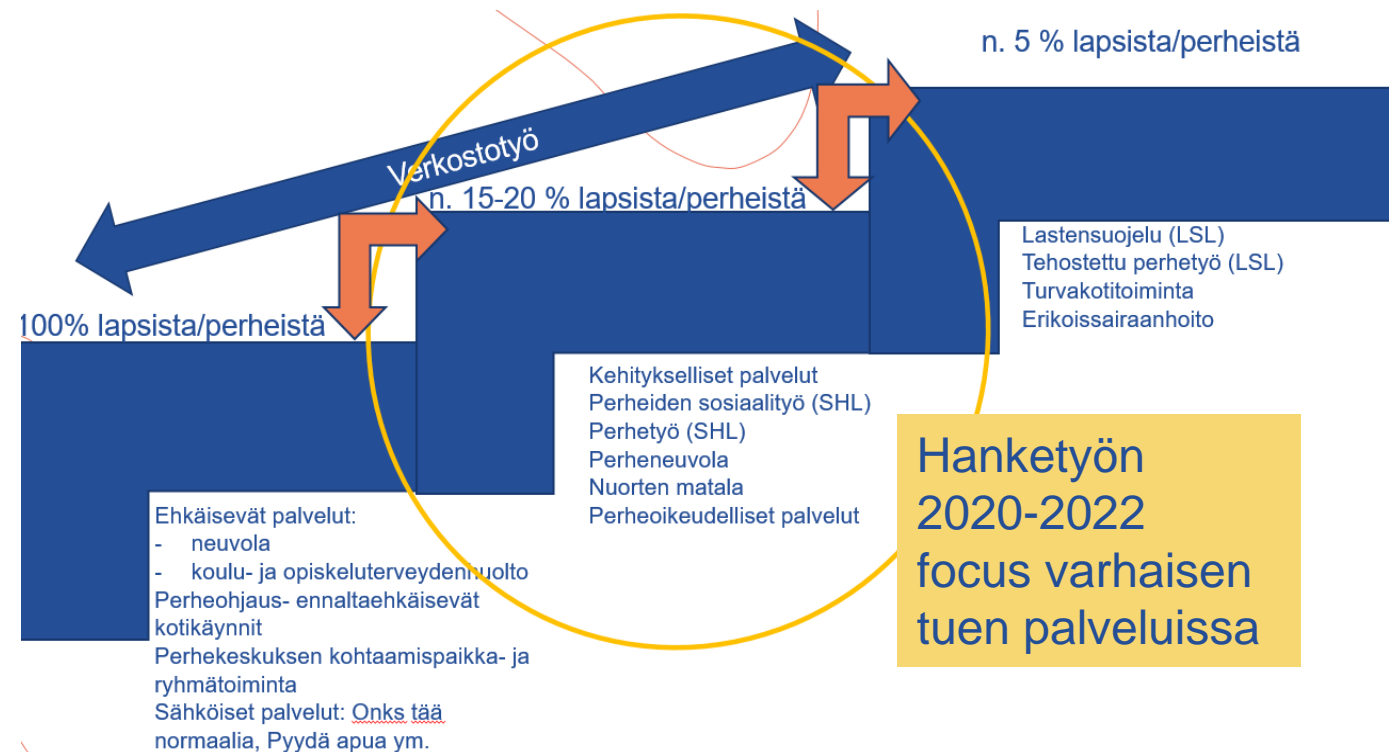 n. 5 % lapsista/perheistä
Verkostotyö
n. 15-20 % lapsista/perheistä
100% lapsista/perheistä
Lastensuojelu (LSL)
Tehostettu perhetyö (LSL)
Turvakotitoiminta
Erikoissairaanhoito
Kehitykselliset palvelut
Perheiden sosiaalityö (SHL)
Perhetyö (SHL)
Perheneuvola
Nuorten matala
Perheoikeudelliset palvelut
Hanketyön
2020-2022
focus varhaisen
tuen palveluissa
Ehkäisevät palvelut:
- neuvola
- koulu- ja opiskeluterveydenhuolto
Perheohjaus- ennaltaehkäisevät
kotikäynnit
Perhekeskuksen kohtaamispaikka- ja
ryhmätoiminta
Sähköiset palvelut: Onks tää
normaalia, Pyydä apua ym.